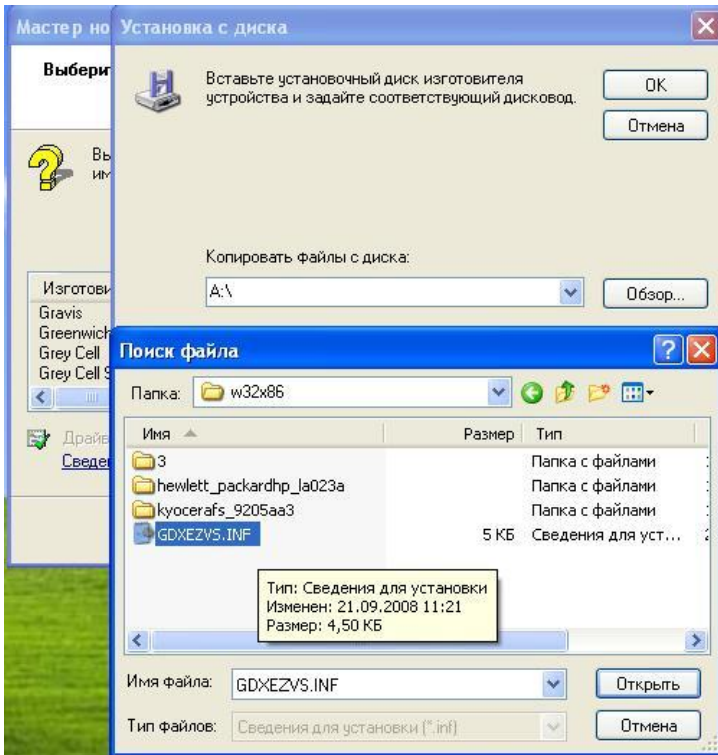 Мастер но
Установка с диска
Выбери
Вставьте установочный диск изготовителя
устройства и задайте соответствующий дисковод.
OK
Отмена
Вы
им
Копировать файлы с диска:
A:\
Обзор...
Изготови
Gravis
Greenwich
Grey Cell
Grey Cell S
Драйв
Сведен
Поиск файла
Папка: w32x86
Имя Размер Тип
3 Папка с файлами
hewlett_packardhp_la023a Папка с файлами
kyocerafs_9205aa3 Папка с файлами
GDXEZVS.INF 5 КБ Сведения для уст...
Тип: Сведения для установки
Изменен: 21.09.2008 11:21
Размер: 4,50 КБ
Имя файла: GDXEZVS.INF Открыть
Тип файлов: Сведения для установки (*.inf) Отмена